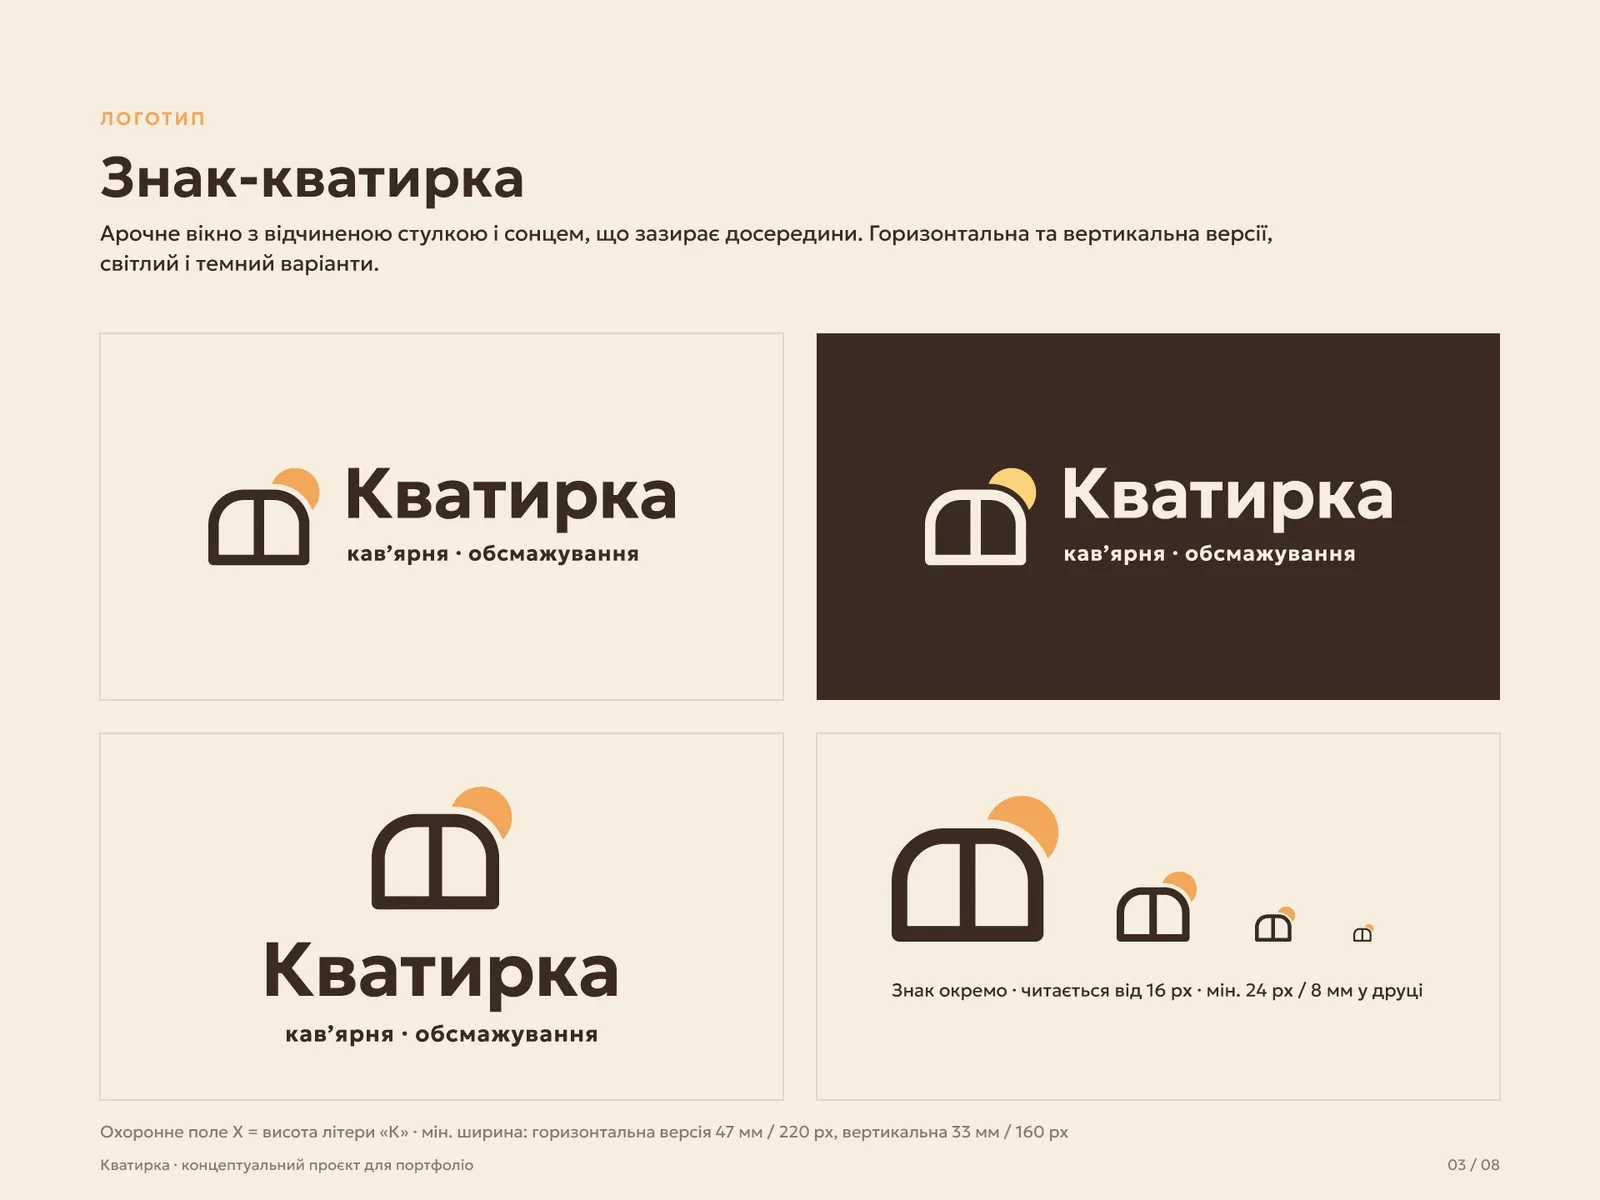 ЛОГОТИП
Знак-кватирка
Арочне вікно з відчиненою стулкою і сонцем, що зазирає досередини. Горизонтальна та вертикальна версії,
світлий і темний варіанти.
Кватирка
кав’ярня · обсмажування
Кватирка
кав’ярня · обсмажування
Кватирка
кав’ярня · обсмажування
Знак окремо · читається від 16 px · мін. 24 px / 8 мм у друці
Охоронне поле X = висота літери «К» · мін. ширина: горизонтальна версія 47 мм / 220 px, вертикальна 33 мм / 160 px
Кватирка · концептуальний проєкт для портфоліо
03 / 08